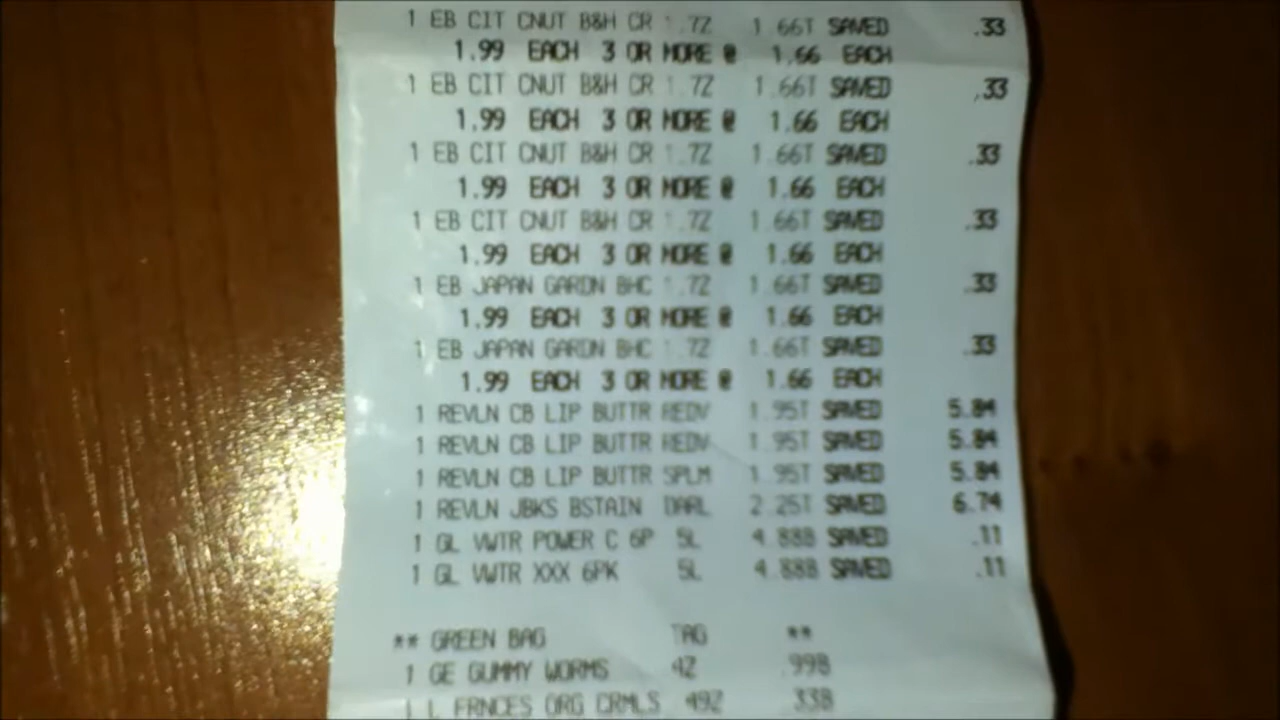 1 EB CIT CNUT B&H CR 1.7Z 1.66T SAVED .33
1.99 EACH 3 OR MORE @ 1.66 EACH
1 EB CIT CNUT B&H CR 1.7Z 1.66T SAVED .33
1.99 EACH 3 OR MORE @ 1.66 EACH
1 EB CIT CNUT B&H CR 1.7Z 1.66T SAVED .33
1.99 EACH 3 OR MORE @ 1.66 EACH
1 EB CIT CNUT B&H CR 1.7Z 1.66T SAVED .33
1.99 EACH 3 OR MORE @ 1.66 EACH
1 EB JAPAN GARDN BHC 1.7Z 1.66T SAVED .33
1.99 EACH 3 OR MORE @ 1.66 EACH
1 EB JAPAN GARDN BHC 1.7Z 1.66T SAVED .33
1.99 EACH 3 OR MORE @ 1.66 EACH
1 REVLN CB LIP BUTTR REDV 1.95T SAVED 5.84
1 REVLN CB LIP BUTTR REDV 1.95T SAVED 5.84
1 REVLN CB LIP BUTTR SPLM 1.95T SAVED 5.84
1 REVLN JBKS BSTAIN DARL 2.25T SAVED 6.74
1 GL VWTR POWER C 6P 5L 4.88B SAVED .11
1 GL VWTR XXX 6PK 5L 4.88B SAVED .11
** GREEN BAG TAG **
1 GE GUMMY WORMS 4Z .99B
1 L FRNCES ORG CRMLS 49Z .33B